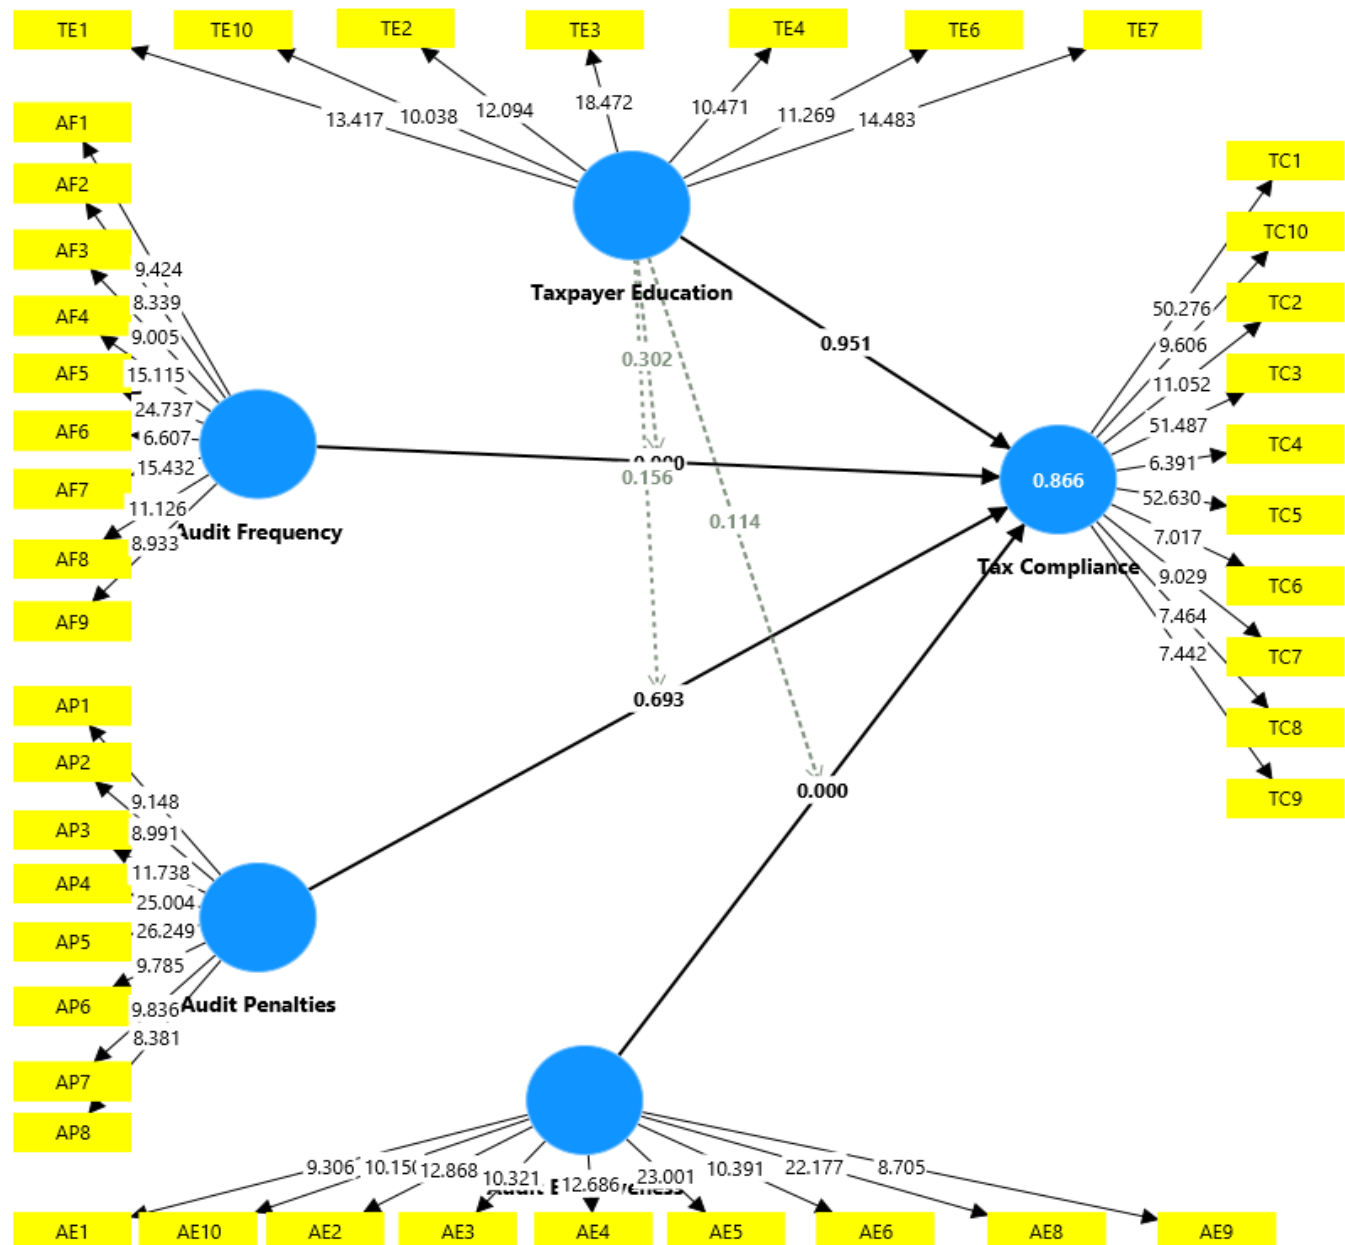 TE1
TE10
TE2
TE3
TE4
TE6
TE7
13.417
10.038
12.094
18.472
10.471
11.269
14.483
Taxpayer Education
AF1
AF2
AF3
AF4
AF5
AF6
AF7
AF8
AF9
9.424
8.339
9.005
15.115
24.737
6.607
15.432
11.126
8.933
Audit Frequency
0.951
0.302
0.156
0.114
0.693
0.000
0.866
Tax Compliance
TC1
TC10
TC2
TC3
TC4
TC5
TC6
TC7
TC8
TC9
50.276
9.606
11.052
51.487
6.391
52.630
7.017
9.029
7.464
7.442
AP1
AP2
AP3
AP4
AP5
AP6
AP7
AP8
9.148
8.991
11.738
25.004
26.249
9.785
9.836
8.381
Audit Penalties
9.306
10.150
12.868
10.321
12.686
23.001
10.391
22.177
8.705
Audit
AE1
AE10
AE2
AE3
AE4
AE5
AE6
AE8
AE9